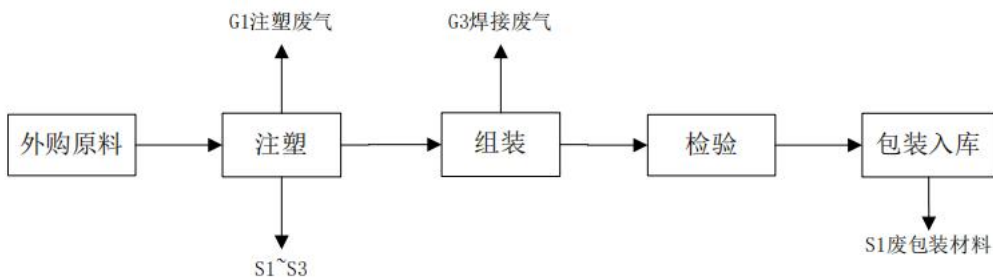 G1注塑废气
G3焊接废气
外购原料
注塑
组装
检验
包装入库
S1~S3
S1废包装材料